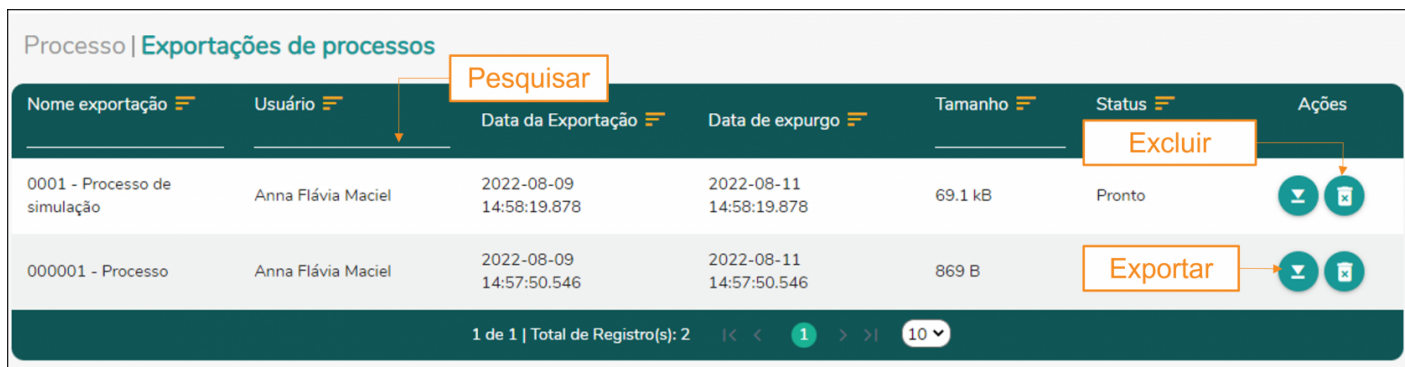 Processo | Exportações de processos
Pesquisar
Nome exportação
Usuário
Data da Exportação
Data de expurgo
Tamanho
Status
Ações
Excluir
0001 - Processo de
simulação
Anna Flávia Maciel
2022-08-09
14:58:19.878
2022-08-11
14:58:19.878
69.1 kB
Pronto
000001 - Processo
Anna Flávia Maciel
2022-08-09
14:57:50.546
2022-08-11
14:57:50.546
869 B
Exportar
1 de 1 | Total de Registro(s): 2 |< < 1 > >| 10